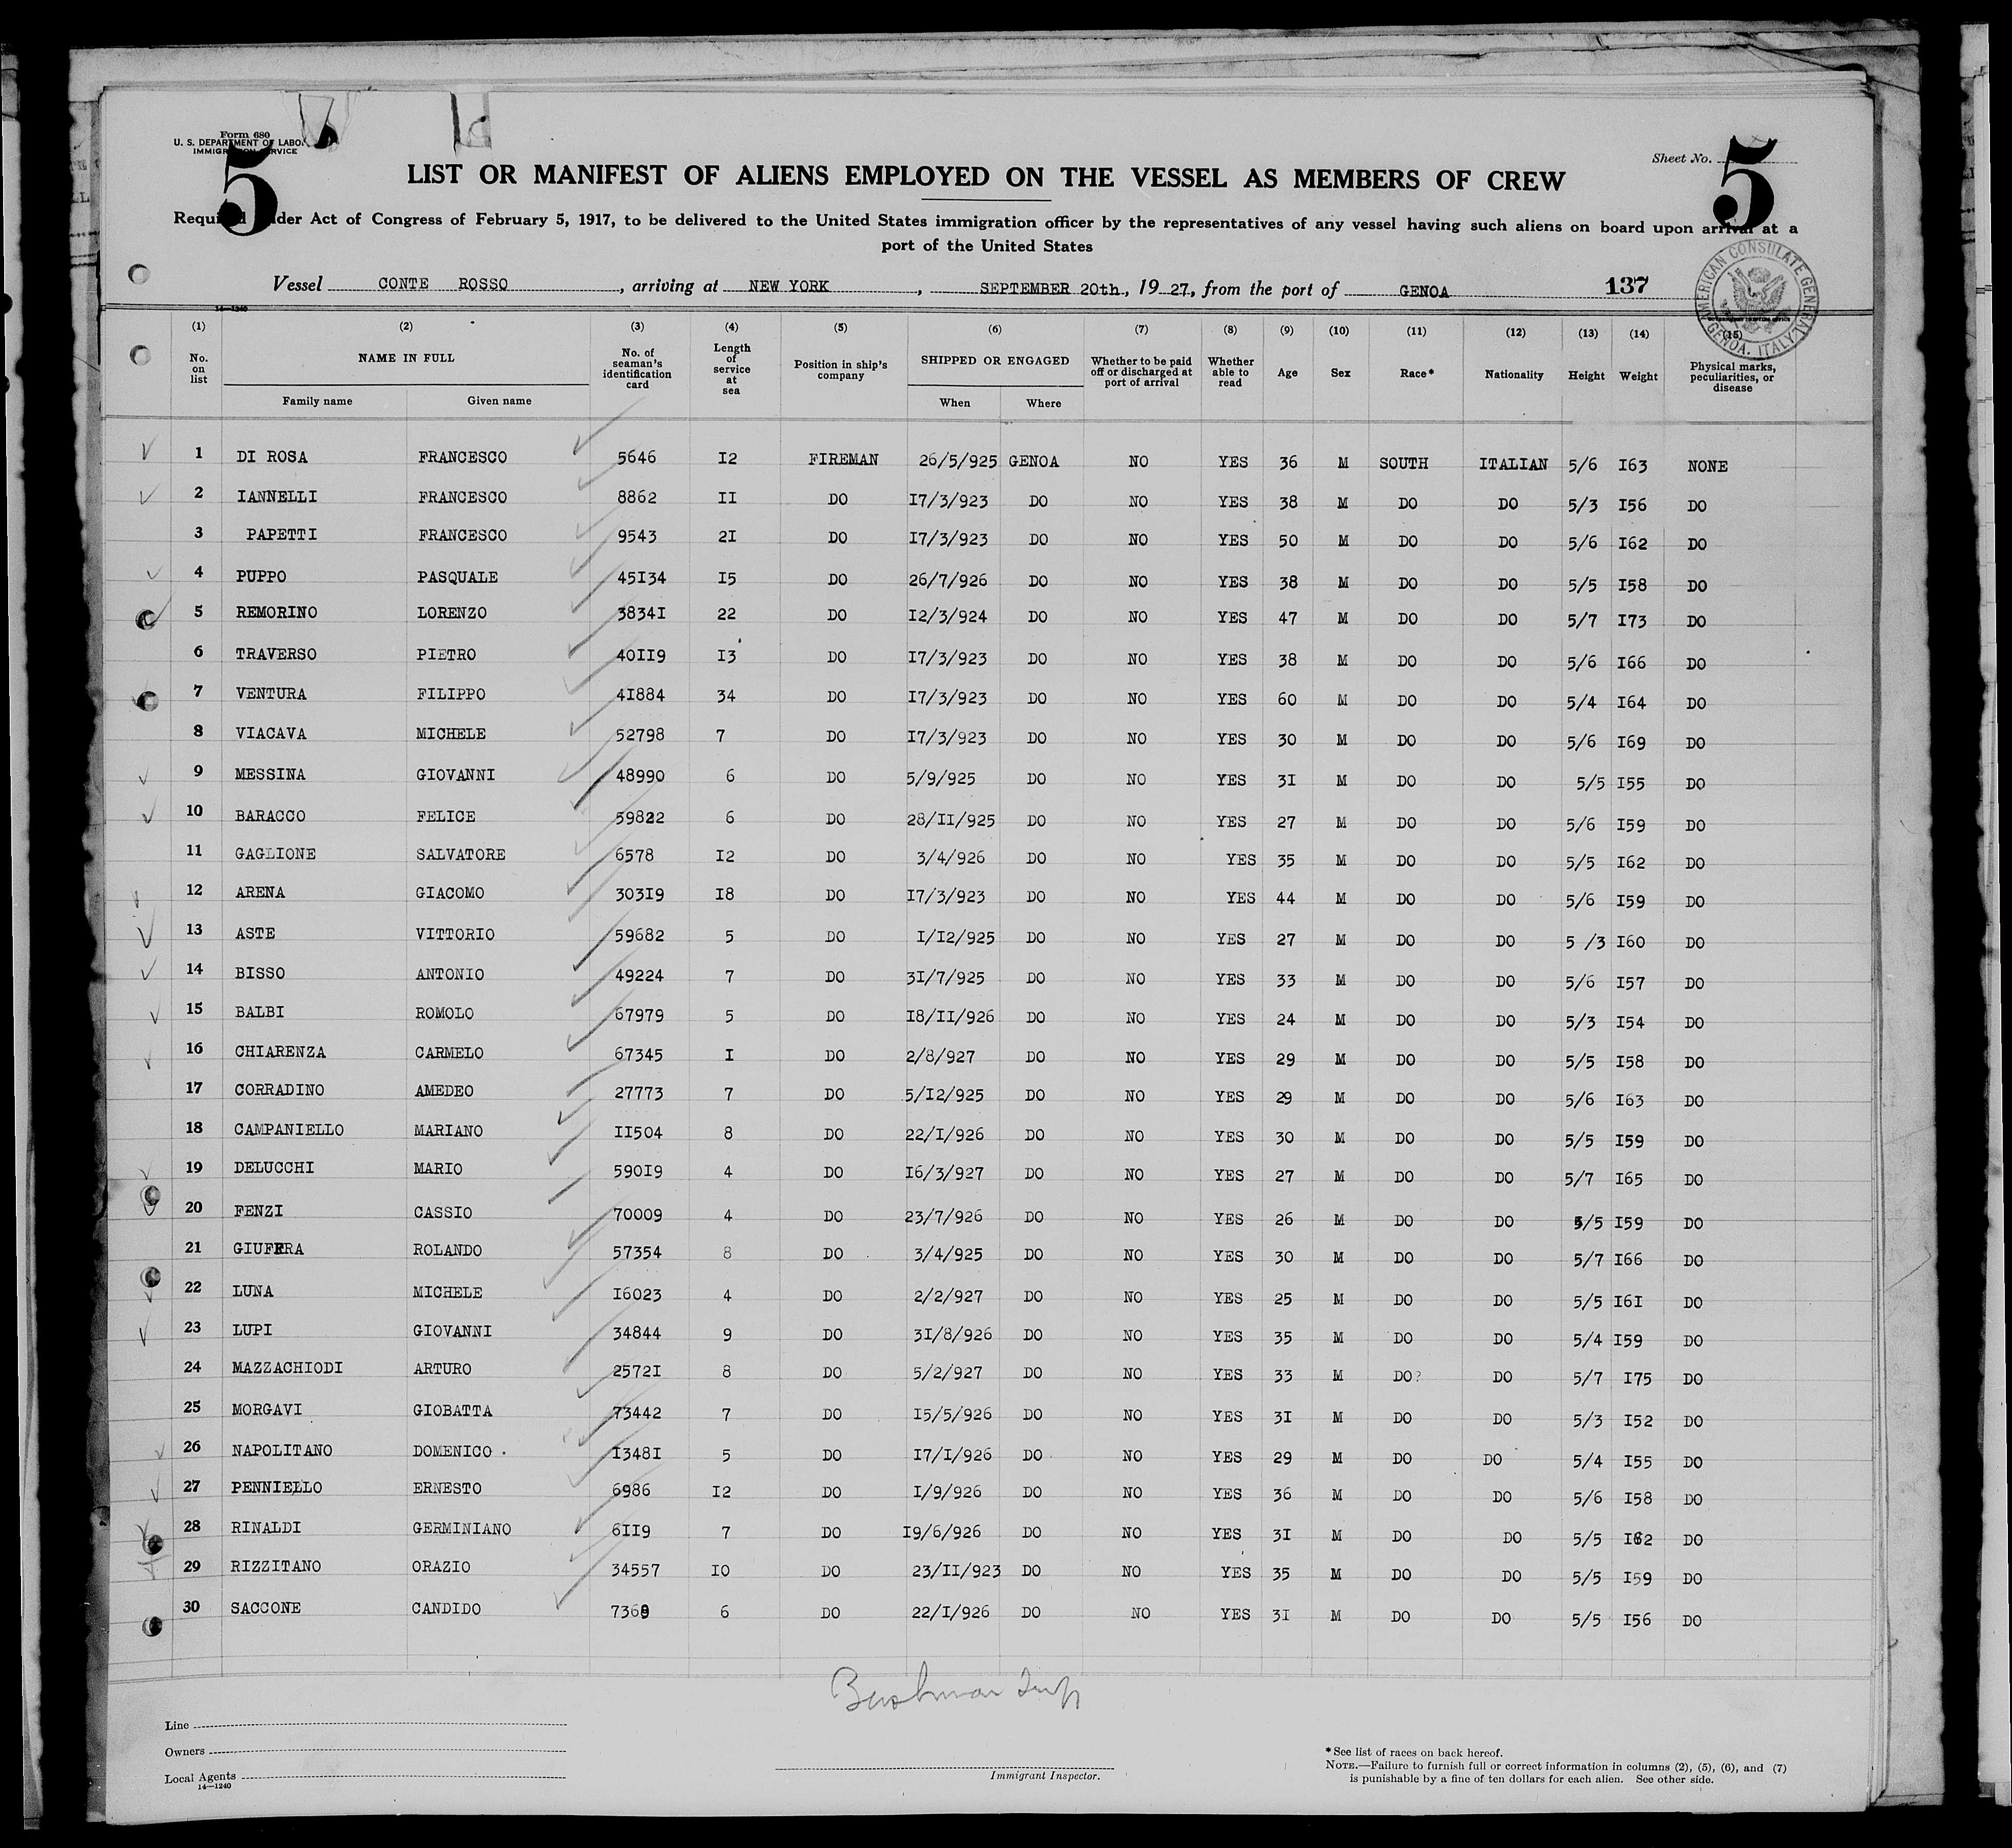 Form 680
U. S. DEPARTMENT OF LABOR
IMMIGRATION SERVICE
5
5
Sheet No.
LIST OR MANIFEST OF ALIENS EMPLOYED ON THE VESSEL AS MEMBERS OF CREW
Required under Act of Congress of February 5, 1917, to be delivered to the United States immigration officer by the representatives of any vessel having such aliens on board upon arrival at a
port of the United States
Vessel CONTE ROSSO, arriving at NEW YORK, SEPTEMBER 20th, 19 27, from the port of GENOA 137
AMERICAN CONSULATE GENERAL GENOA. ITALY
14-1240
(1) (2) (3) (4) (5) (6) (7) (8) (9) (10) (11) (12) (13) (14) (15)
No. on list NAME IN FULL No. of seaman's identification card Length of service at sea Position in ship's company SHIPPED OR ENGAGED Whether to be paid off or discharged at port of arrival Whether able to read Age Sex Race* Nationality Height Weight Physical marks, peculiarities, or disease
Family name Given name When Where
1 DI ROSA FRANCESCO 5646 I2 FIREMAN 26/5/925 GENOA NO YES 36 M SOUTH ITALIAN 5/6 I63 NONE
2 IANNELLI FRANCESCO 8862 II DO I7/3/923 DO NO YES 38 M DO DO 5/3 I56 DO
3 PAPETTI FRANCESCO 9543 2I DO I7/3/923 DO NO YES 50 M DO DO 5/6 I62 DO
4 PUPPO PASQUALE 45I34 I5 DO 26/7/926 DO NO YES 38 M DO DO 5/5 I58 DO
5 REMORINO LORENZO 3834I 22 DO I2/3/924 DO NO YES 47 M DO DO 5/7 I73 DO
6 TRAVERSO PIETRO 40II9 I3 DO I7/3/923 DO NO YES 38 M DO DO 5/6 I66 DO
7 VENTURA FILIPPO 4I884 34 DO I7/3/923 DO NO YES 60 M DO DO 5/4 I64 DO
8 VIACAVA MICHELE 52798 7 DO I7/3/923 DO NO YES 30 M DO DO 5/6 I69 DO
9 MESSINA GIOVANNI 48990 6 DO 5/9/925 DO NO YES 3I M DO DO 5/5 I55 DO
10 BARACCO FELICE 59822 6 DO 28/II/925 DO NO YES 27 M DO DO 5/6 I59 DO
11 GAGLIONE SALVATORE 6578 I2 DO 3/4/926 DO NO YES 35 M DO DO 5/5 I62 DO
12 ARENA GIACOMO 303I9 I8 DO I7/3/923 DO NO YES 44 M DO DO 5/6 I59 DO
13 ASTE VITTORIO 59682 5 DO I/I2/925 DO NO YES 27 M DO DO 5 /3 I60 DO
14 BISSO ANTONIO 49224 7 DO 3I/7/925 DO NO YES 33 M DO DO 5/6 I57 DO
15 BALBI ROMOLO 67979 5 DO I8/II/926 DO NO YES 24 M DO DO 5/3 I54 DO
16 CHIARENZA CARMELO 67345 I DO 2/8/927 DO NO YES 29 M DO DO 5/5 I58 DO
17 CORRADINO AMEDEO 27773 7 DO 5/I2/925 DO NO YES 29 M DO DO 5/6 I63 DO
18 CAMPANIELLO MARIANO II504 8 DO 22/I/926 DO NO YES 30 M DO DO 5/5 I59 DO
19 DELUCCHI MARIO 590I9 4 DO I6/3/927 DO NO YES 27 M DO DO 5/7 I65 DO
20 FENZI CASSIO 70009 4 DO 23/7/926 DO NO YES 26 M DO DO 5/5 I59 DO
21 GIUFFRA ROLANDO 57354 8 DO 3/4/925 DO NO YES 30 M DO DO 5/7 I66 DO
22 LUNA MICHELE I6023 4 DO 2/2/927 DO NO YES 25 M DO DO 5/5 I6I DO
23 LUPI GIOVANNI 34844 9 DO 3I/8/926 DO NO YES 35 M DO DO 5/4 I59 DO
24 MAZZACHIODI ARTURO 2572I 8 DO 5/2/927 DO NO YES 33 M DO? DO 5/7 I75 DO
25 MORGAVI GIOBATTA 73442 7 DO I5/5/926 DO NO YES 3I M DO DO 5/3 I52 DO
26 NAPOLITANO DOMENICO I348I 5 DO I7/I/926 DO NO YES 29 M DO DO 5/4 I55 DO
27 PENNIELLO ERNESTO 6986 I2 DO I/9/926 DO NO YES 36 M DO DO 5/6 I58 DO
28 RINALDI GERMINIANO 6II9 7 DO I9/6/926 DO NO YES 3I M DO DO 5/5 I62 DO
29 RIZZITANO ORAZIO 34557 IO DO 23/II/923 DO NO YES 35 M DO DO 5/5 I59 DO
30 SACCONE CANDIDO 6 DO 22/I/926 DO NO YES 3I M DO DO 5/5 I56 DO
Line
Owners
Local Agents
14-1240
Immigrant Inspector.
*See list of races on back hereof.
NOTE.—Failure to furnish full or correct information in columns (2), (5), (6), and (7)
is punishable by a fine of ten dollars for each alien. See other side.